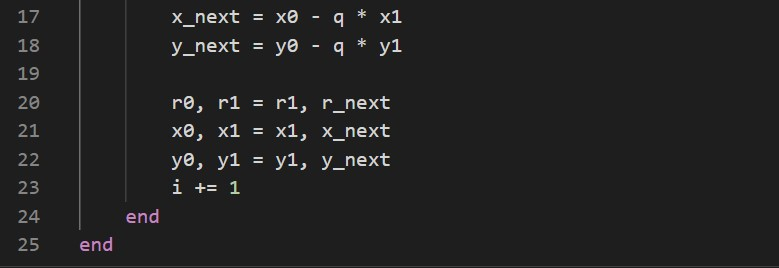 17 x_next = x0 - q * x1
18 y_next = y0 - q * y1
19
20 r0, r1 = r1, r_next
21 x0, x1 = x1, x_next
22 y0, y1 = y1, y_next
23 i += 1
24 end
25 end